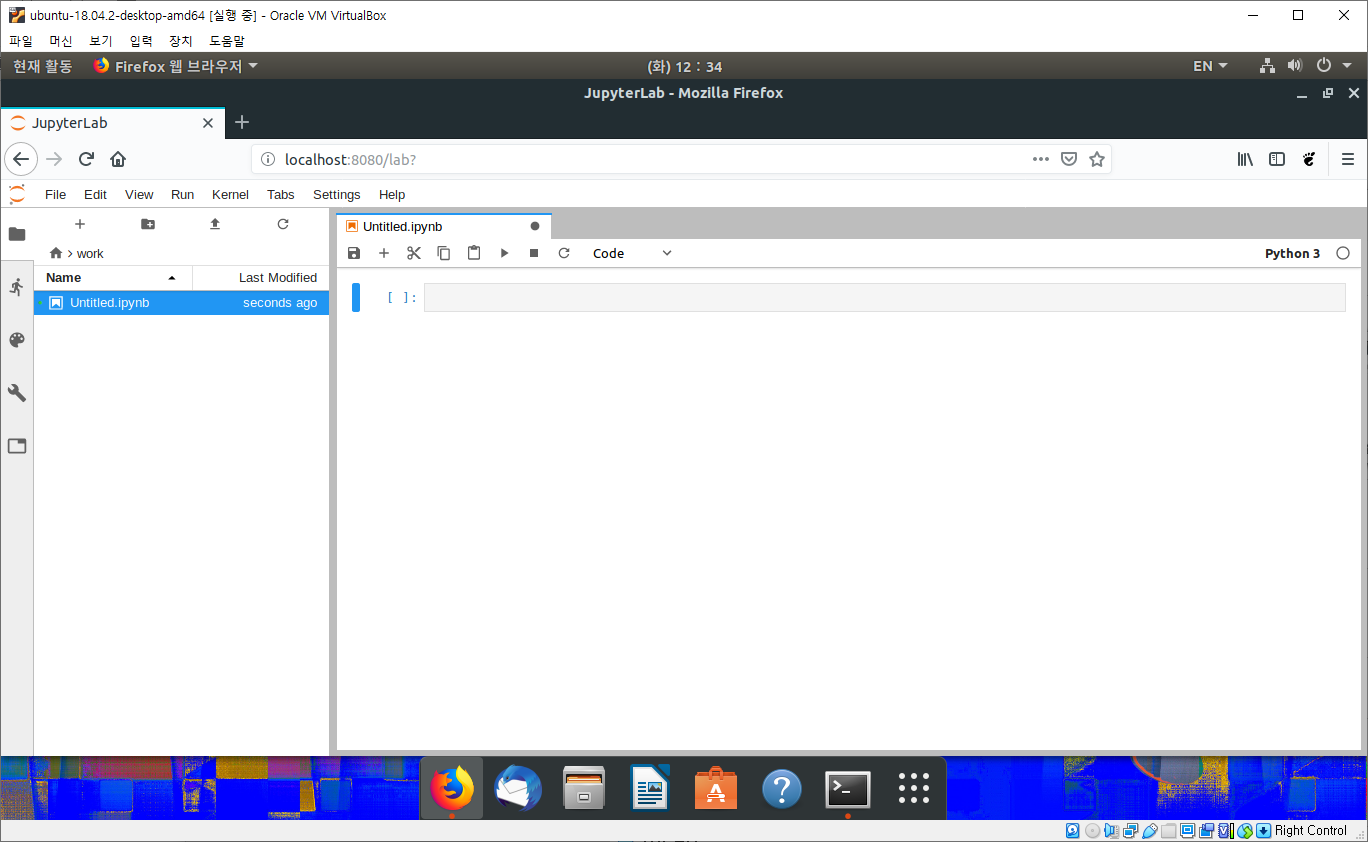 ubuntu-18.04.2-desktop-amd64 [실행 중] - Oracle VM VirtualBox
파일 머신 보기 입력 장치 도움말
현재 활동 Firefox 웹 브라우저 (화) 12 : 34 EN
JupyterLab - Mozilla Firefox
JupyterLab
localhost:8080/lab?
File Edit View Run Kernel Tabs Settings Help
Untitled.ipynb
work Code Python 3
Name Last Modified
Untitled.ipynb seconds ago [ ]:
Right Control